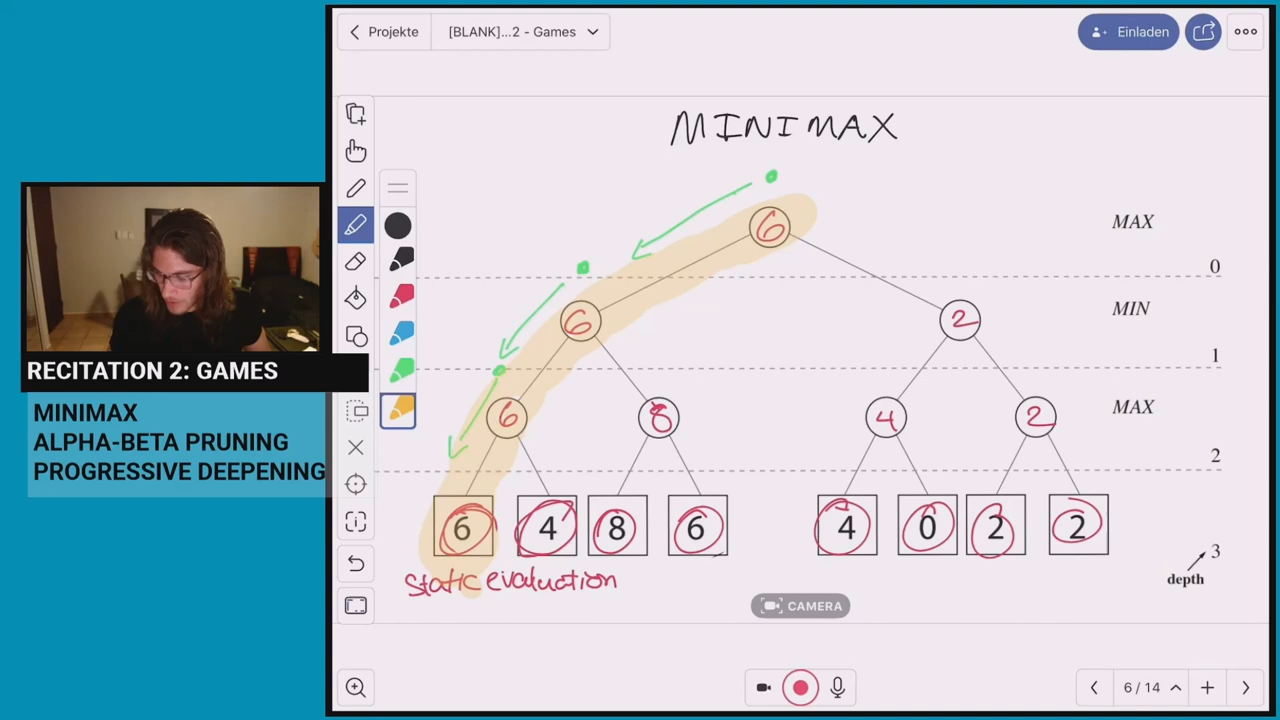 Projekte
[BLANK]...2 - Games
Einladen
MINIMAX
6
MAX
0
6
2
MIN
1
6
8
4
2
MAX
2
6
4
8
6
4
0
2
2
3
depth
static evaluation
CAMERA
6 / 14
RECITATION 2: GAMES
MINIMAX
ALPHA-BETA PRUNING
PROGRESSIVE DEEPENING